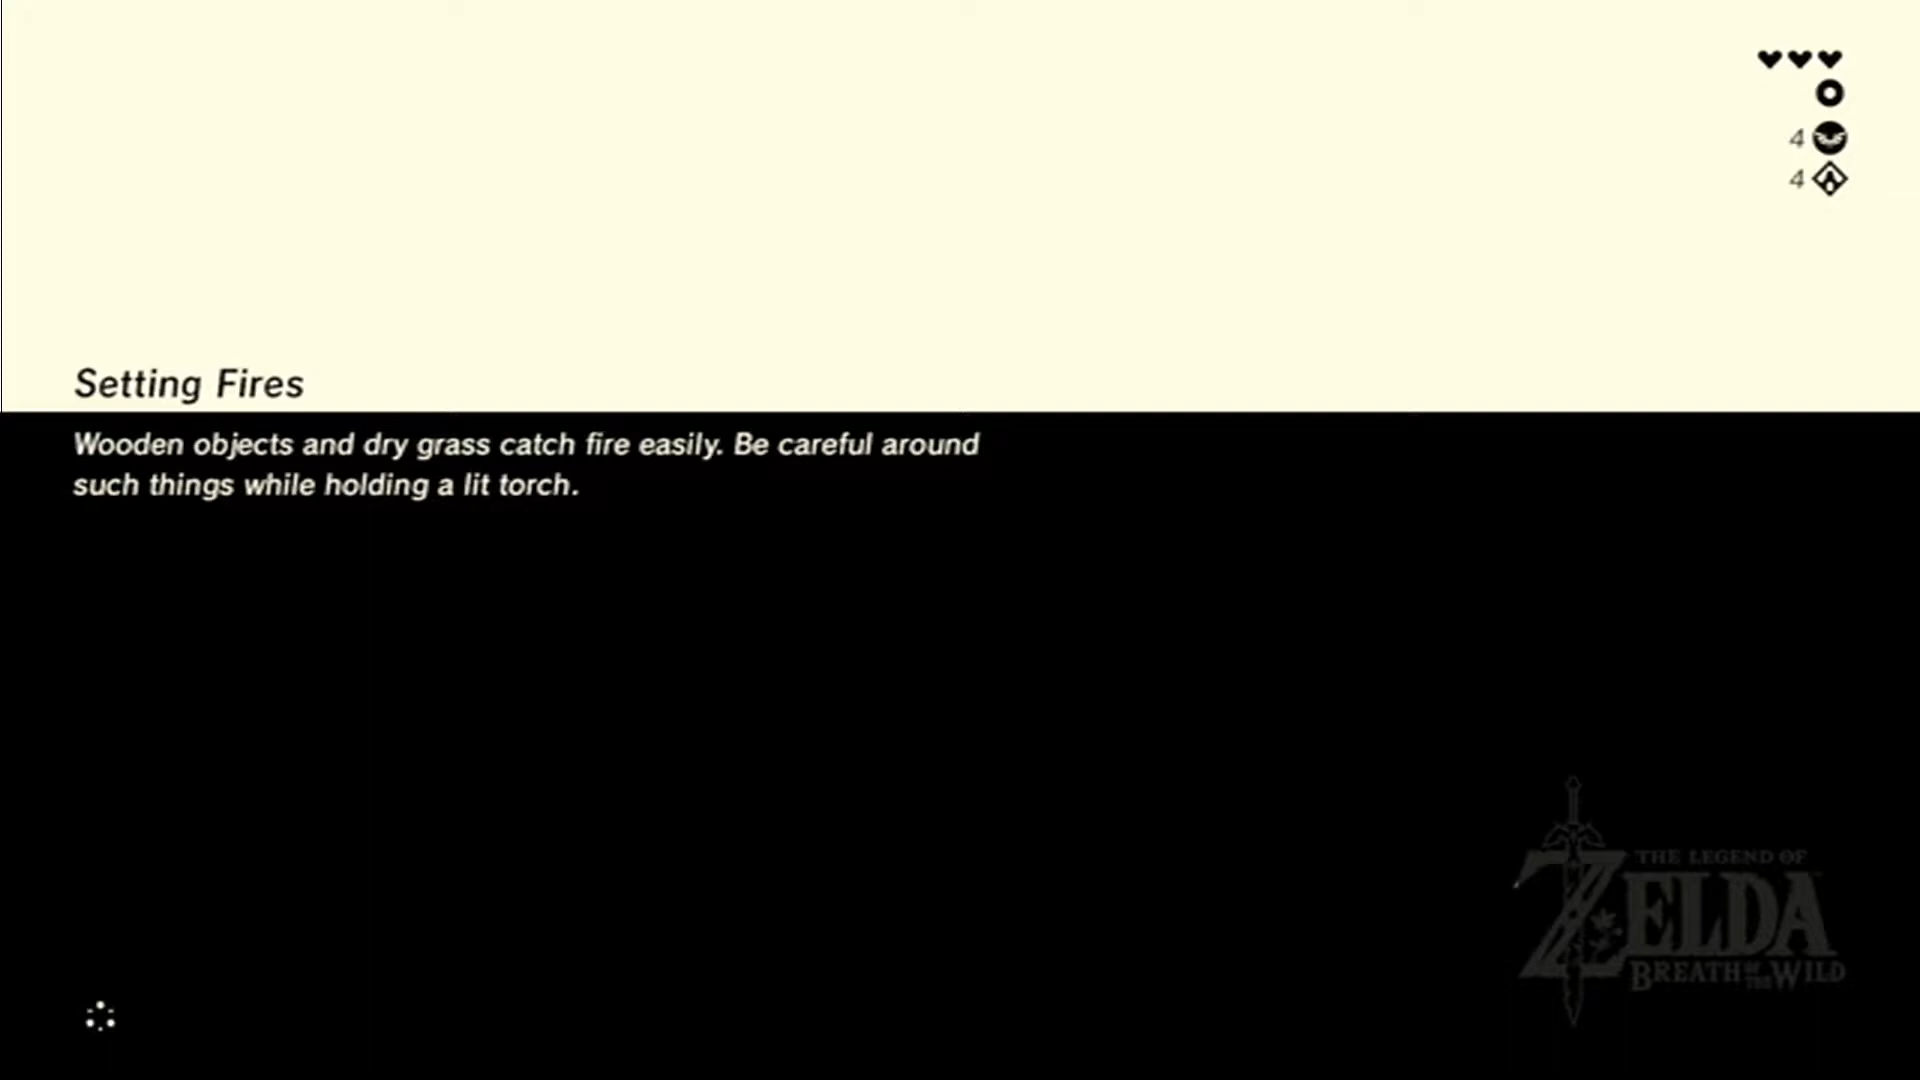 4
4
Setting Fires
Wooden objects and dry grass catch fire easily. Be careful around
such things while holding a lit torch.
THE LEGEND OF
ZELDA
BREATH OF THE WILD